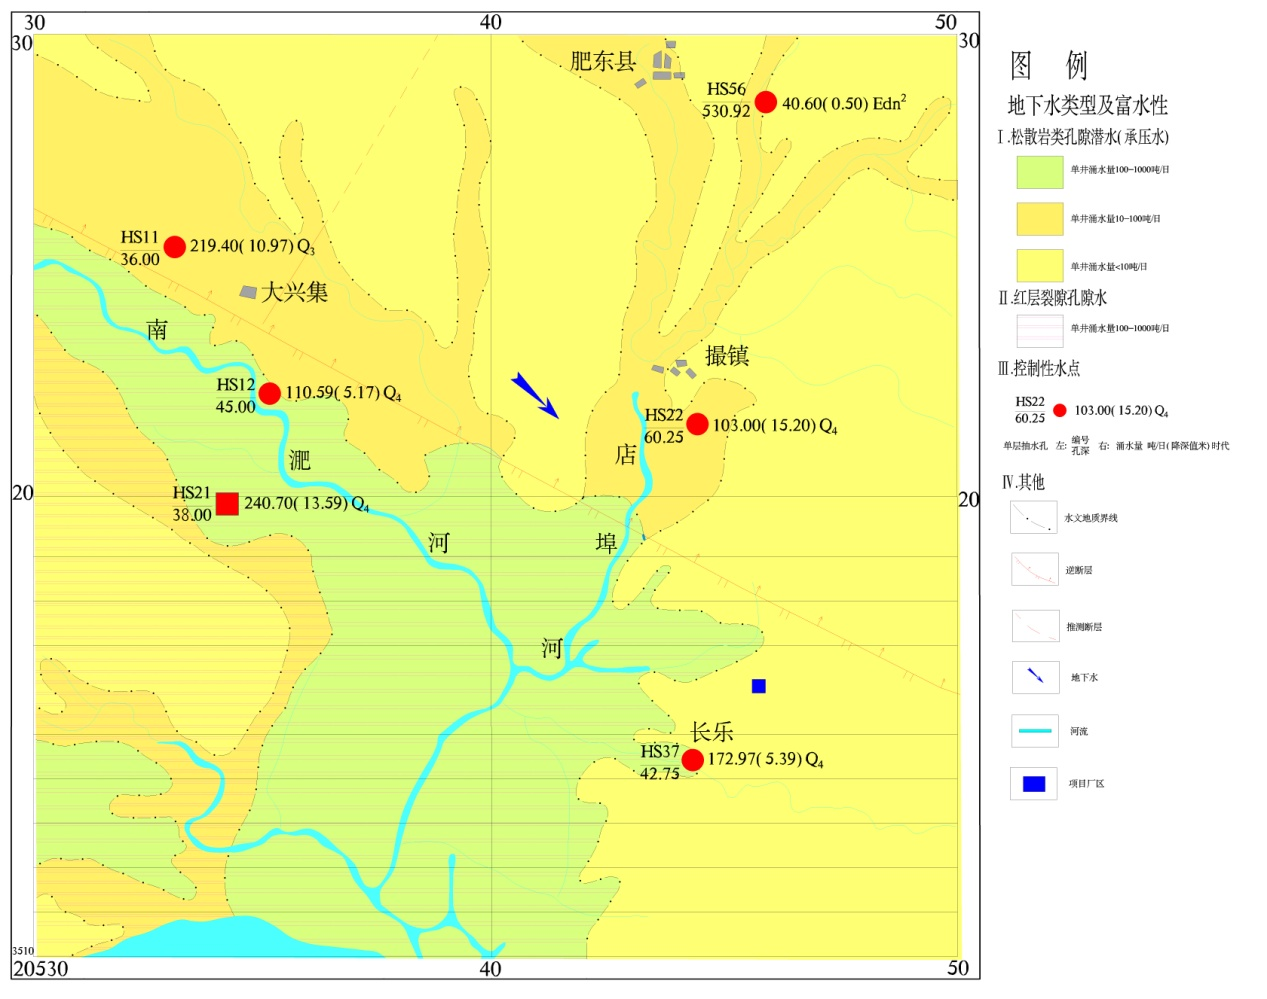 30
40
50
30
30
肥东县
HS56
530.92
40.60(0.50) Edn2
HS11
36.00
219.40(10.97) Q3
大兴集
南
撮镇
HS12
45.00
110.59(5.17) Q4
HS22
60.25
103.00(15.20) Q4
店
淝
HS21
38.00
240.70(13.59) Q4
20
20
河
埠
河
长乐
HS37
42.75
172.97(5.39) Q4
3510
20530
40
50
图 例
地下水类型及富水性
Ⅰ.松散岩类孔隙潜水(承压水)
单井涌水量100-1000吨/日
单井涌水量10-100吨/日
单井涌水量<10吨/日
Ⅱ.红层裂隙孔隙水
单井涌水量100-1000吨/日
Ⅲ.控制性水点
HS22
60.25
103.00(15.20) Q4
单层抽水孔 左: 编号 孔深 右: 涌水量 吨/日(降深值米)时代
Ⅳ.其他
水文地质界线
逆断层
推测断层
地下水
河流
项目厂区